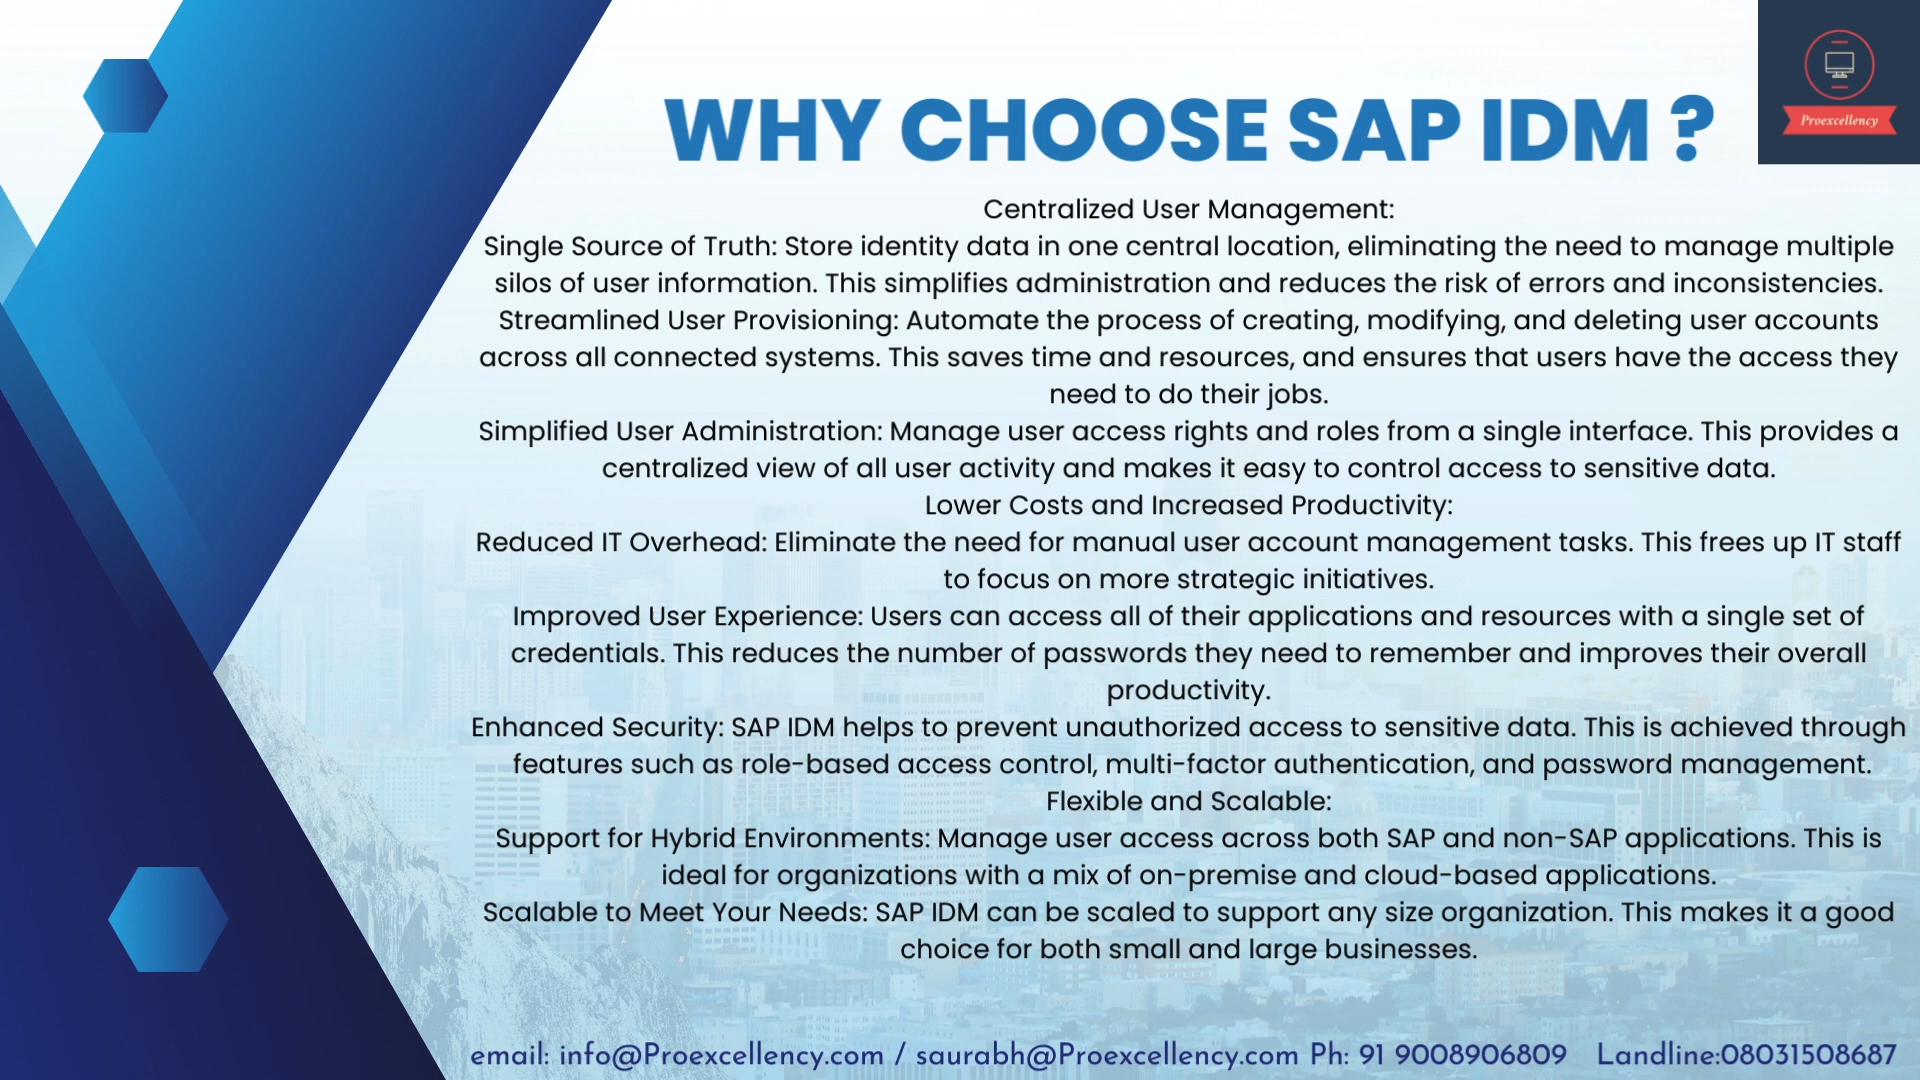 WHY CHOOSE SAP IDM ?
Proexcellency
Centralized User Management:
Single Source of Truth: Store identity data in one central location, eliminating the need to manage multiple
silos of user information. This simplifies administration and reduces the risk of errors and inconsistencies.
Streamlined User Provisioning: Automate the process of creating, modifying, and deleting user accounts
across all connected systems. This saves time and resources, and ensures that users have the access they
need to do their jobs.
Simplified User Administration: Manage user access rights and roles from a single interface. This provides a
centralized view of all user activity and makes it easy to control access to sensitive data.
Lower Costs and Increased Productivity:
Reduced IT Overhead: Eliminate the need for manual user account management tasks. This frees up IT staff
to focus on more strategic initiatives.
Improved User Experience: Users can access all of their applications and resources with a single set of
credentials. This reduces the number of passwords they need to remember and improves their overall
productivity.
Enhanced Security: SAP IDM helps to prevent unauthorized access to sensitive data. This is achieved through
features such as role-based access control, multi-factor authentication, and password management.
Flexible and Scalable:
Support for Hybrid Environments: Manage user access across both SAP and non-SAP applications. This is
ideal for organizations with a mix of on-premise and cloud-based applications.
Scalable to Meet Your Needs: SAP IDM can be scaled to support any size organization. This makes it a good
choice for both small and large businesses.
email: info@Proexcellency.com / saurabh@Proexcellency.com Ph: 91 9008906809 Landline:08031508687